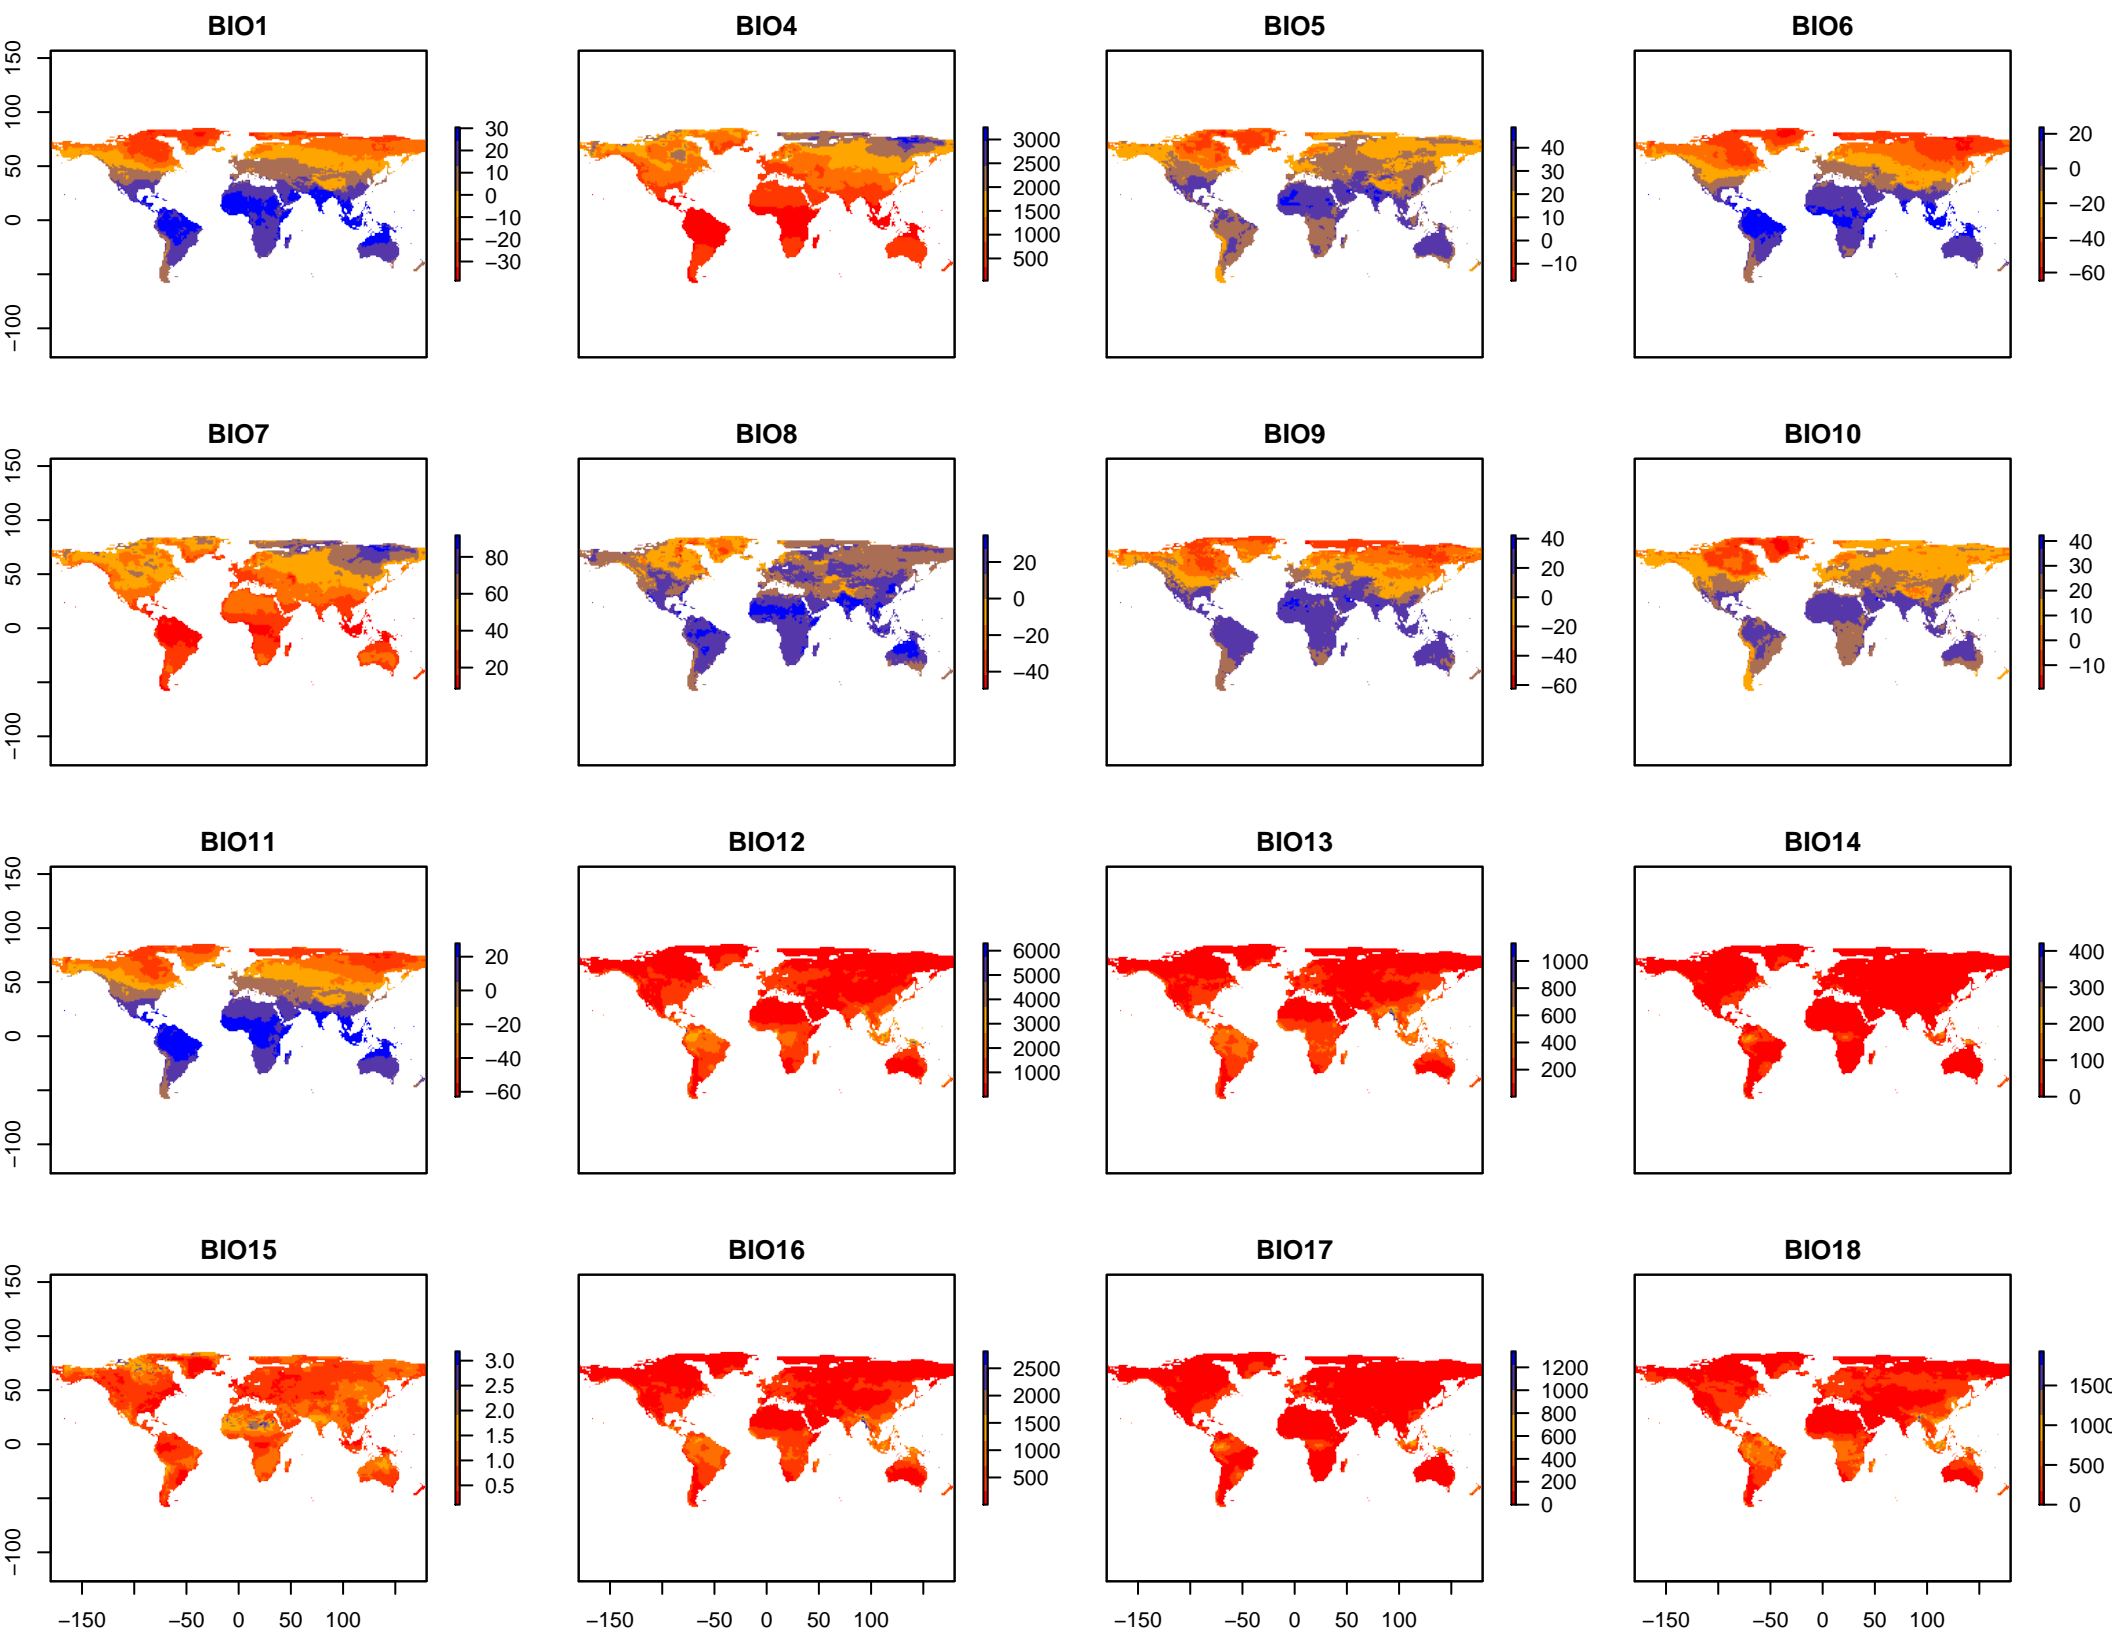 BIO1 BIO4 BIO5 BIO6
150 100 50 0 −100
30 20 10 0 −10 −20 −30
3000 2500 2000 1500 1000 500
40 30 20 10 0 −10
20 0 −20 −40 −60
BIO7 BIO8 BIO9 BIO10
150 100 50 0 −100
80 60 40 20
20 0 −20 −40
40 20 0 −20 −40 −60
40 30 20 10 0 −10
BIO11 BIO12 BIO13 BIO14
150 100 50 0 −100
20 0 −20 −40 −60
6000 5000 4000 3000 2000 1000
1000 800 600 400 200
400 300 200 100 0
BIO15 BIO16 BIO17 BIO18
150 100 50 0 −100
3.0 2.5 2.0 1.5 1.0 0.5
2500 2000 1500 1000 500
1200 1000 800 600 400 200 0
1500 1000 500 0
−150 −50 0 50 100 −150 −50 0 50 100 −150 −50 0 50 100 −150 −50 0 50 100